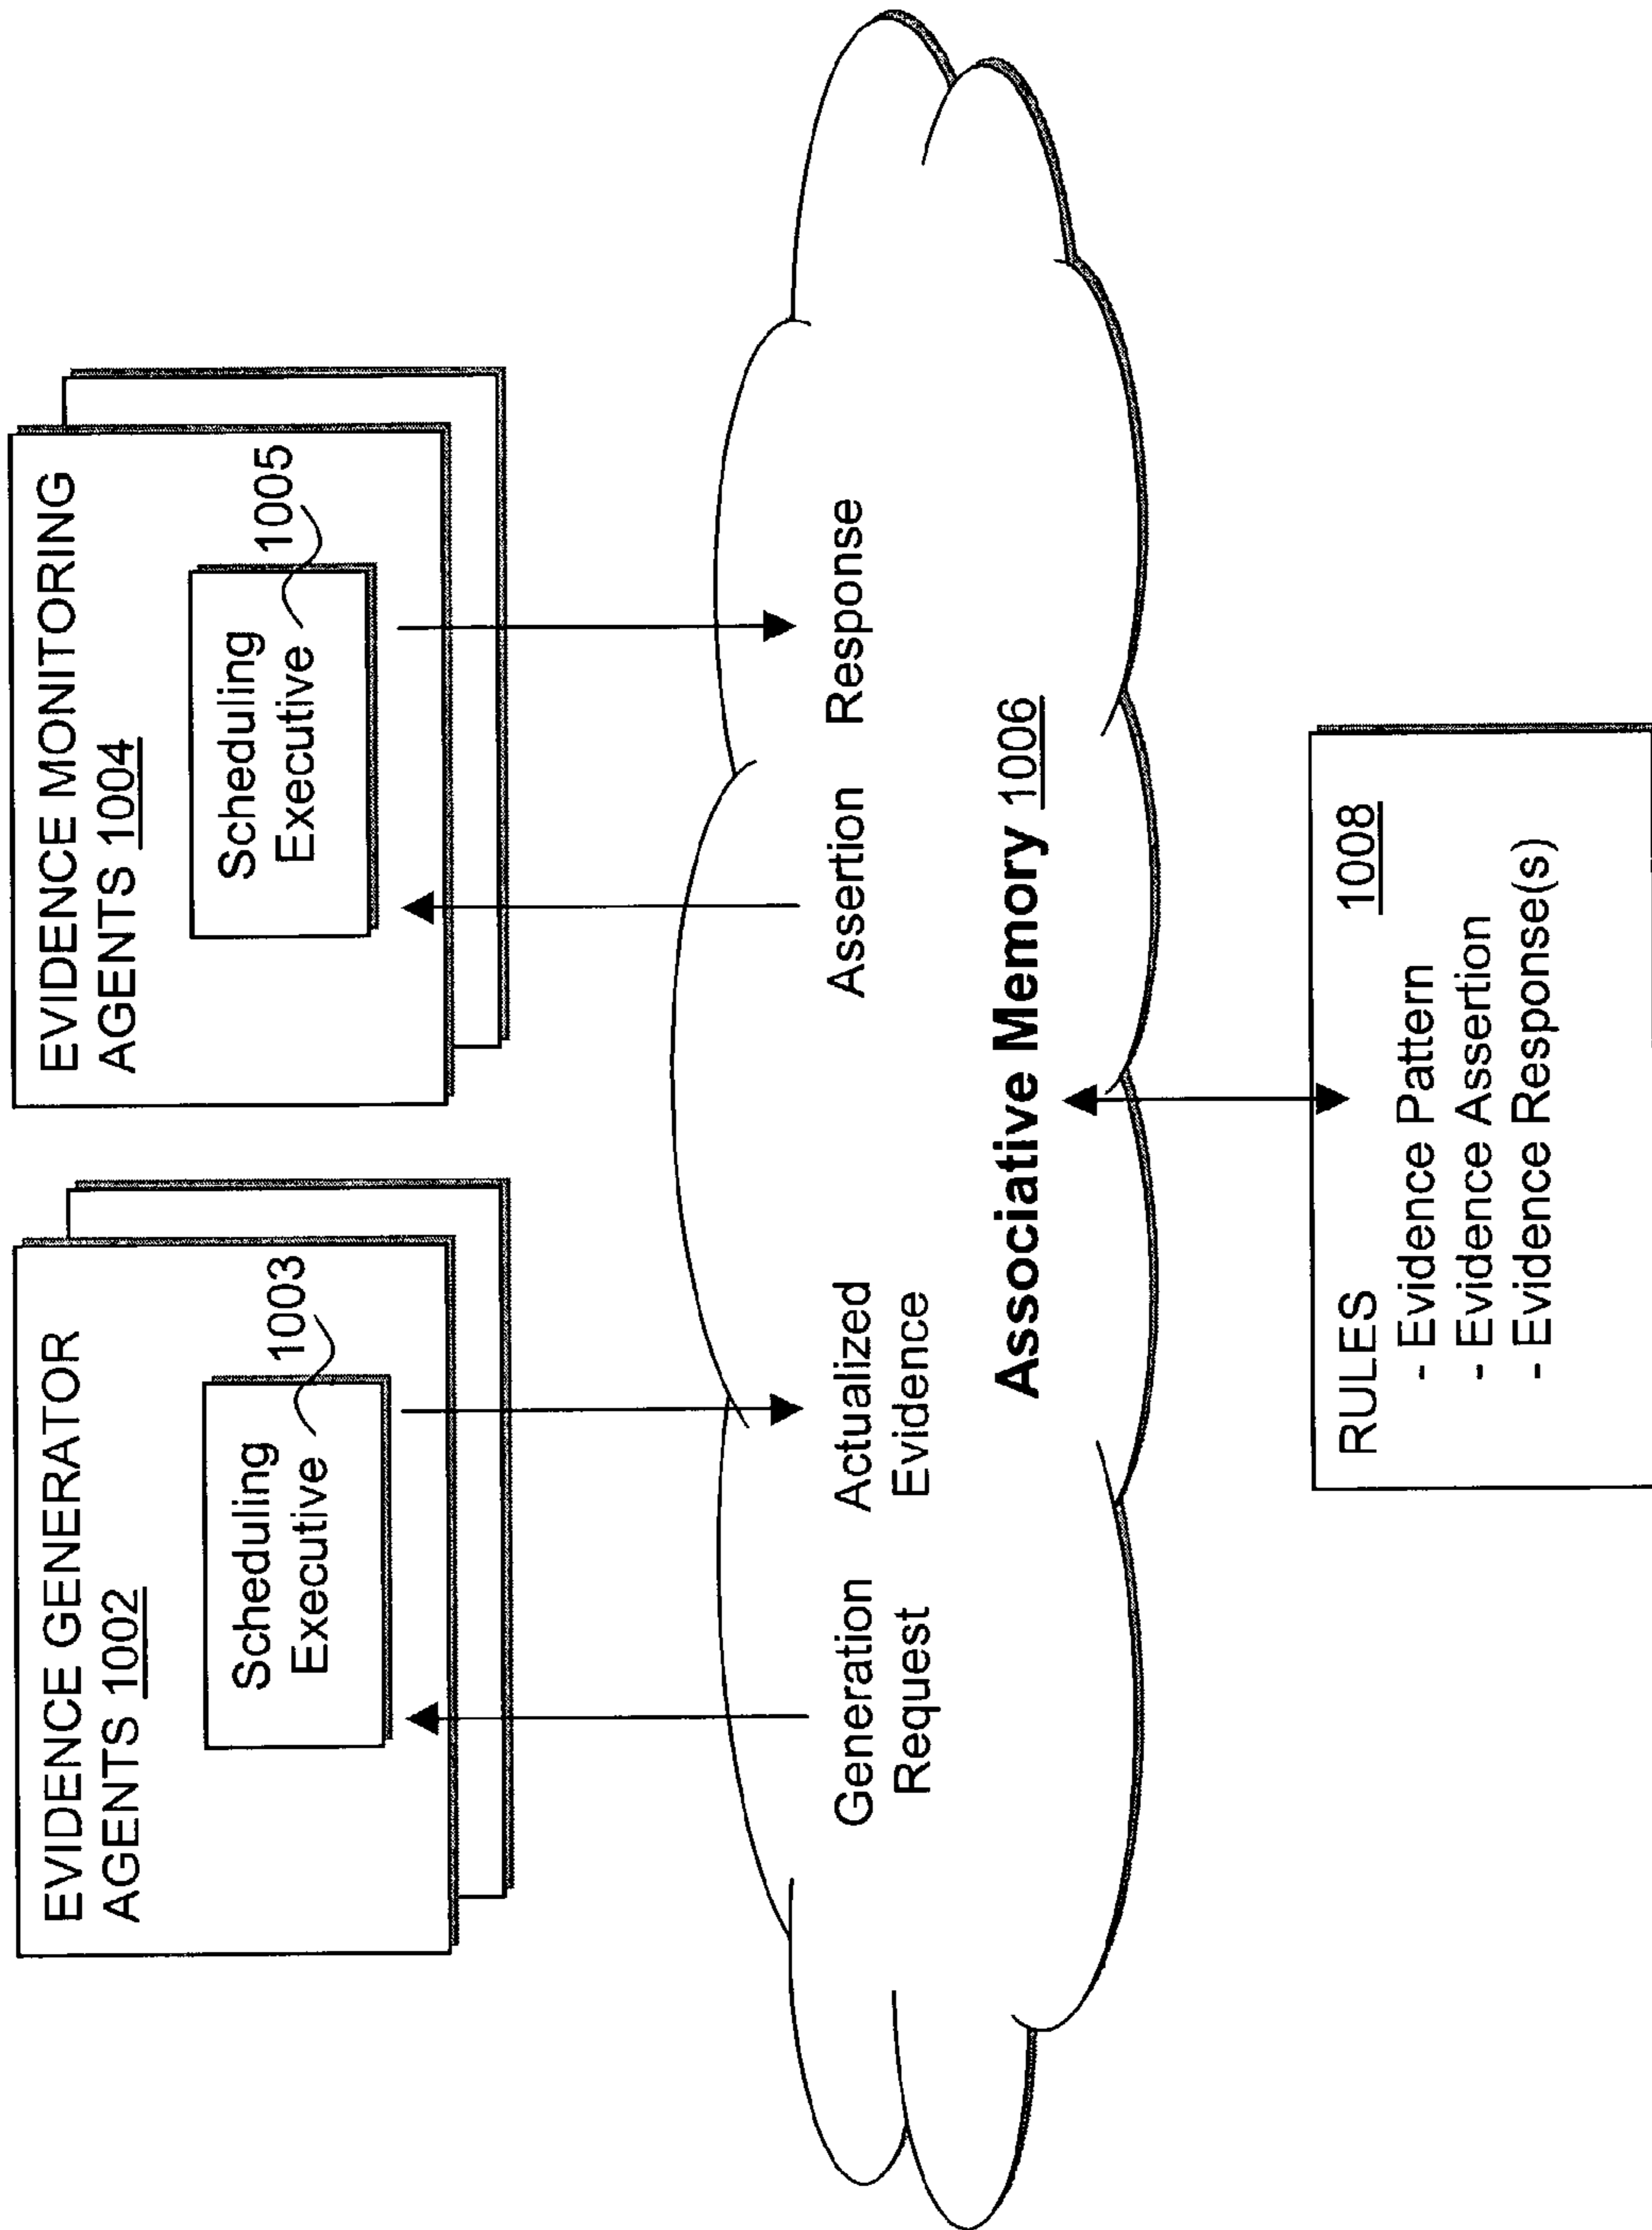 EVIDENCE GENERATOR
AGENTS 1002
Scheduling
Executive
1003
EVIDENCE MONITORING
AGENTS 1004
Scheduling
Executive
1005
Generation
Request
Actualized
Evidence
Assertion
Response
Associative Memory 1006
RULES
1008
- Evidence Pattern
- Evidence Assertion
- Evidence Response(s)